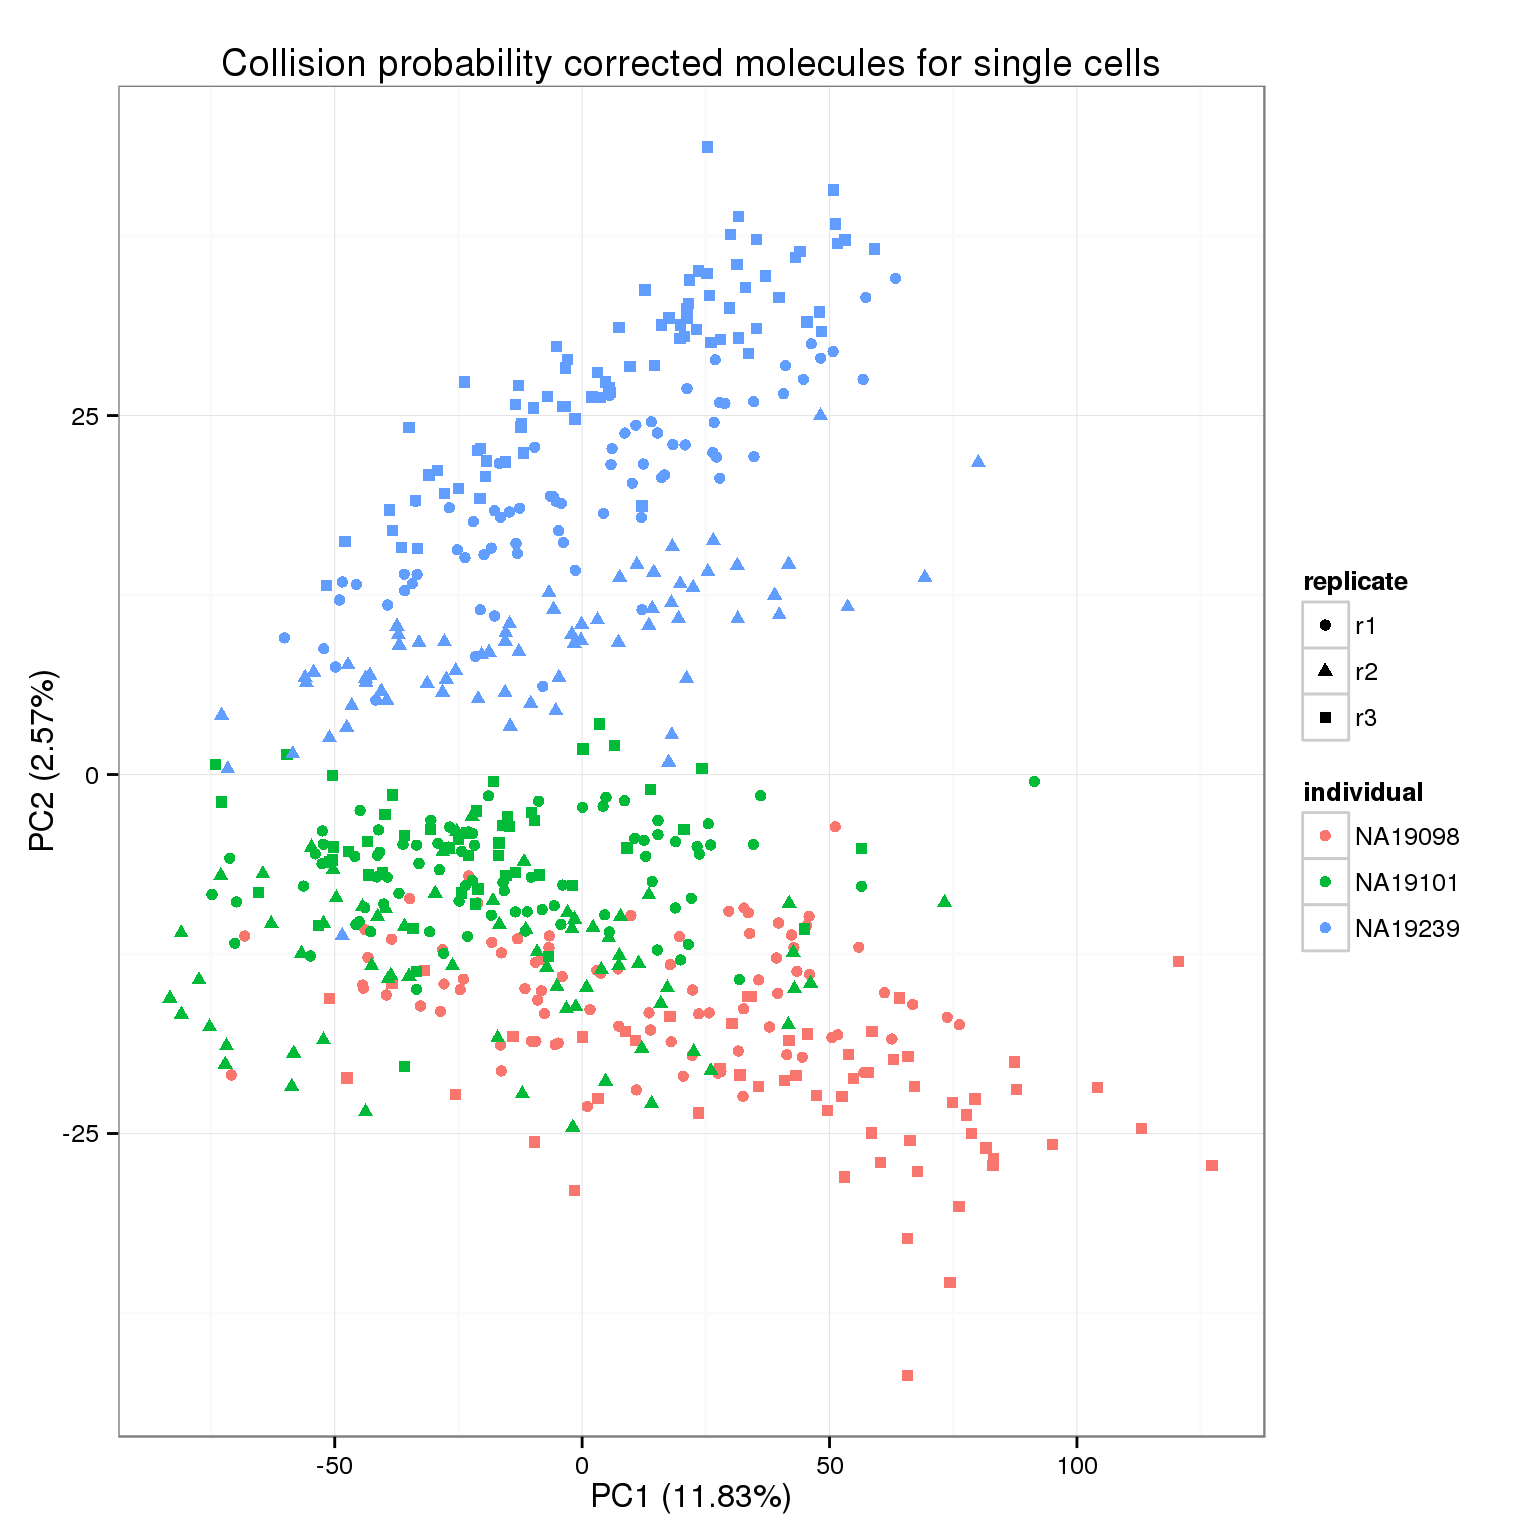 Collision probability corrected molecules for single cells
25
0
-25
PC2 (2.57%)
-50 0 50 100
PC1 (11.83%)
replicate
r1
r2
r3
individual
NA19098
NA19101
NA19239